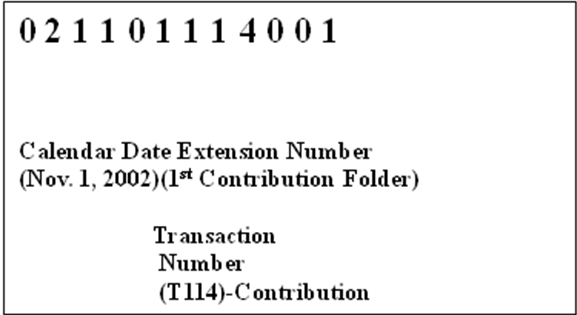 0 2 1 1 0 1 1 1 4 0 0 1
Calendar Date Extension Number
(Nov. 1, 2002)(1st Contribution Folder)
Transaction
Number
(T114)-Contribution